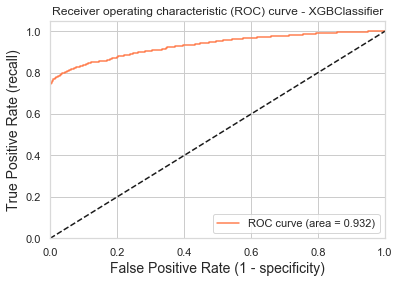 Receiver operating characteristic (ROC) curve - XGBClassifier
True Positive Rate (recall)
1.0
0.8
0.6
0.4
0.2
0.0
ROC curve (area = 0.932)
0.0 0.2 0.4 0.6 0.8 1.0
False Positive Rate (1 - specificity)